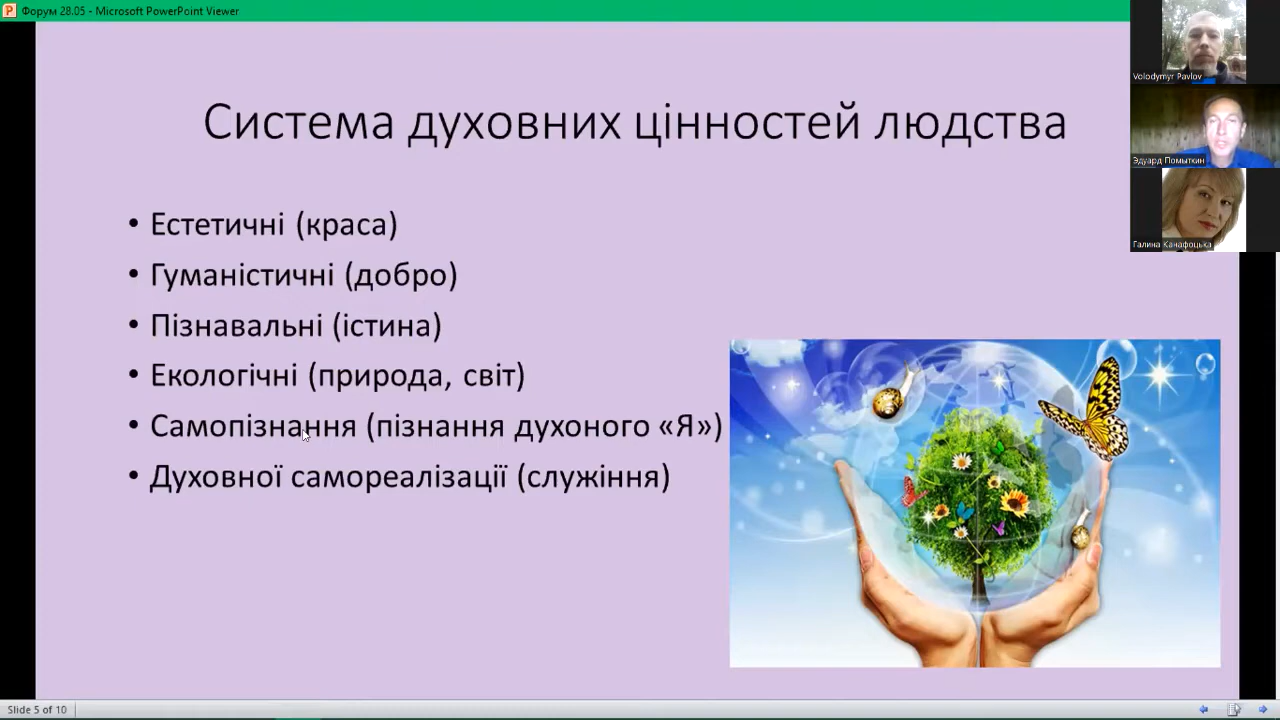 Форум 28.05 - Microsoft PowerPoint Viewer
Volodymyr Pavlov
Эдуард Помыткин
Галина Канафоцька
Система духовних цінностей людства
• Естетичні (краса)
• Гуманістичні (добро)
• Пізнавальні (істина)
• Екологічні (природа, світ)
• Самопізнання (пізнання духоного «Я»)
• Духовної самореалізації (служіння)
Slide 5 of 10